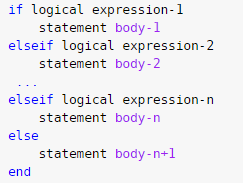 if logical expression-1
    statement body-1
elseif logical expression-2
    statement body-2
 ...
elseif logical expression-n
    statement body-n
else
    statement body-n+1
end